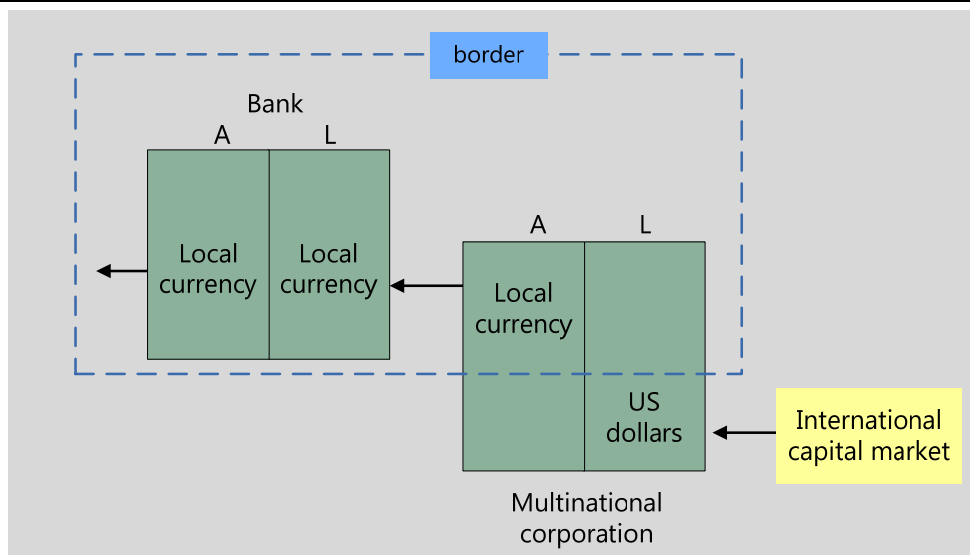 border
Bank
A L
Local
currency
Local
currency
A L
Local
currency
US
dollars
International
capital market
Multinational
corporation